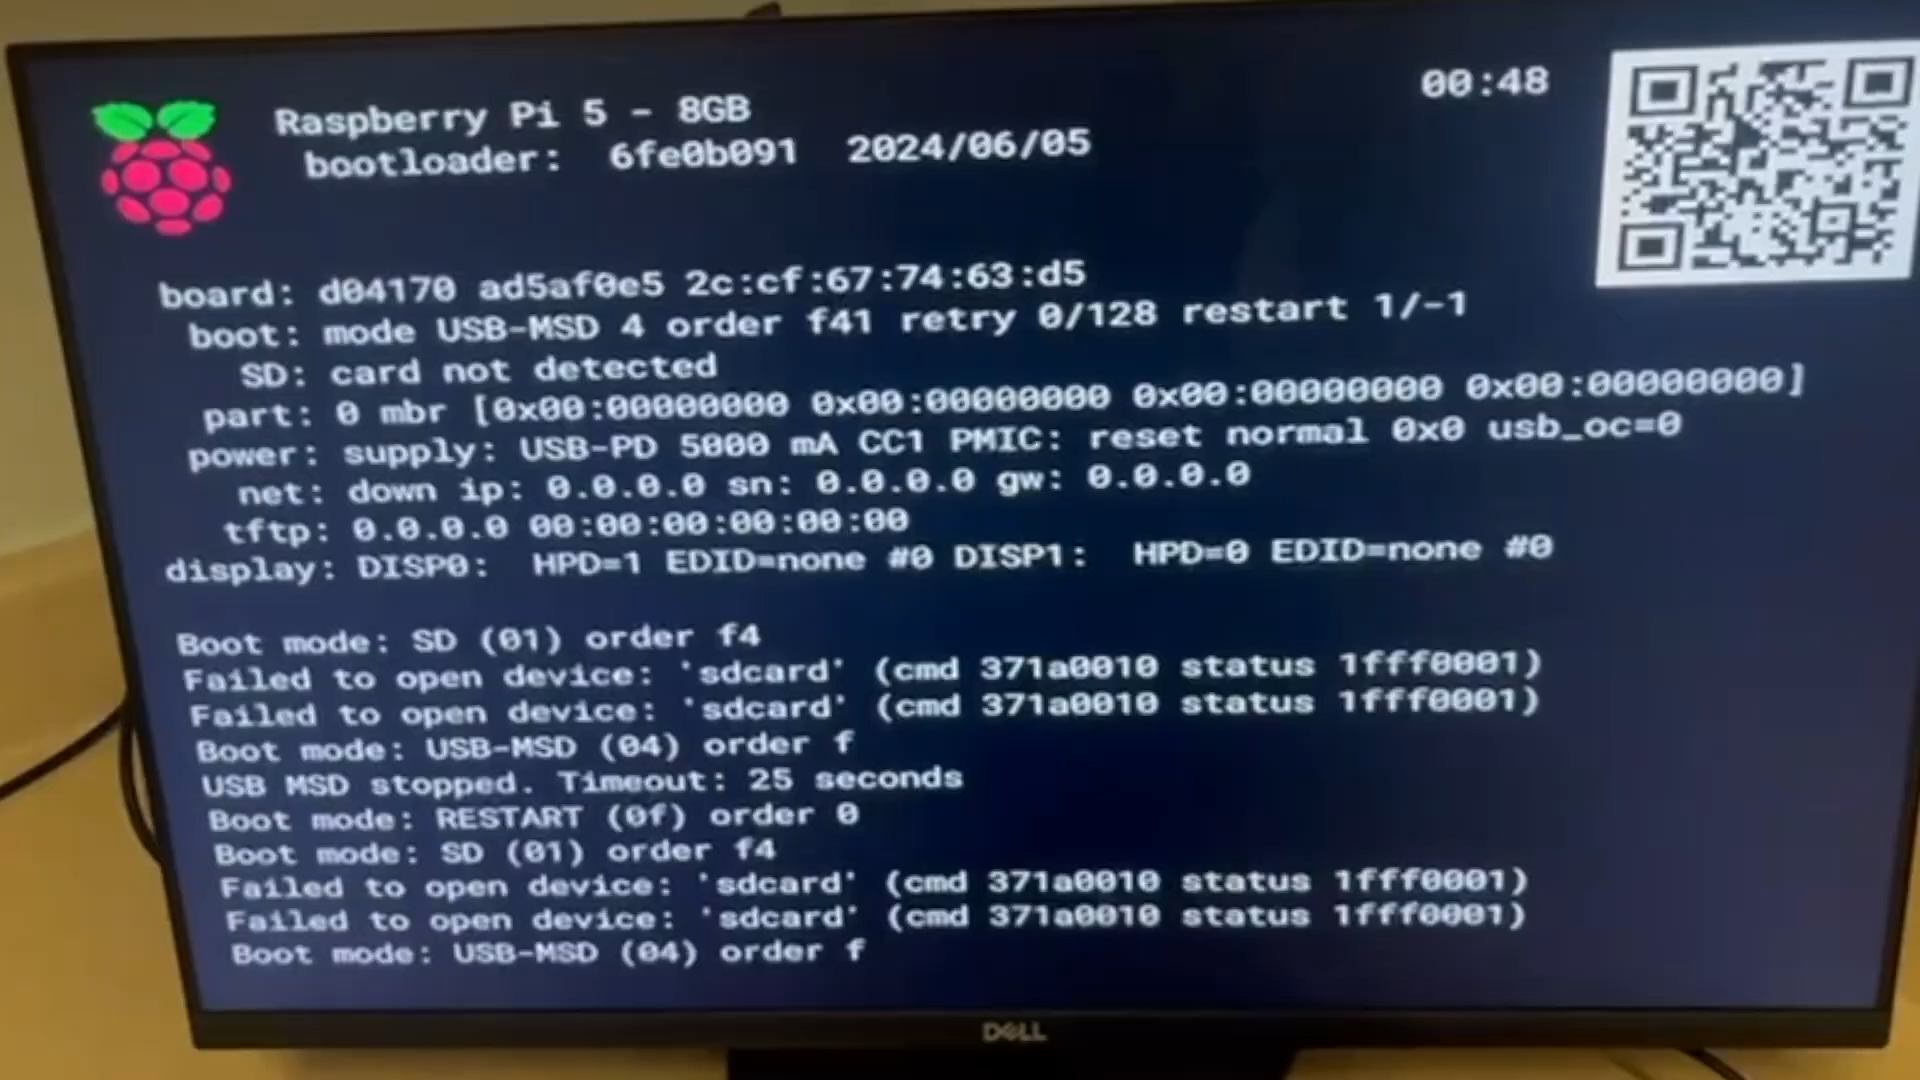 Raspberry Pi 5 - 8GB
00:48
bootloader: 6fe0b091 2024/06/05
board: d04170 ad5af0e5 2c:cf:67:74:63:d5
boot: mode USB-MSD 4 order f41 retry 0/128 restart 1/-1
SD: card not detected
part: 0 mbr [0x00:00000000 0x00:00000000 0x00:00000000 0x00:00000000]
power: supply: USB-PD 5000 mA CC1 PMIC: reset normal 0x0 usb_oc=0
net: down ip: 0.0.0.0 sn: 0.0.0.0 gw: 0.0.0.0
tftp: 0.0.0.0 00:00:00:00:00:00
display: DISP0: HPD=1 EDID=none #0 DISP1: HPD=0 EDID=none #0
Boot mode: SD (01) order f4
Failed to open device: 'sdcard' (cmd 371a0010 status 1fff0001)
Failed to open device: 'sdcard' (cmd 371a0010 status 1fff0001)
Boot mode: USB-MSD (04) order f
USB MSD stopped. Timeout: 25 seconds
Boot mode: RESTART (0f) order 0
Boot mode: SD (01) order f4
Failed to open device: 'sdcard' (cmd 371a0010 status 1fff0001)
Failed to open device: 'sdcard' (cmd 371a0010 status 1fff0001)
Boot mode: USB-MSD (04) order f
DELL